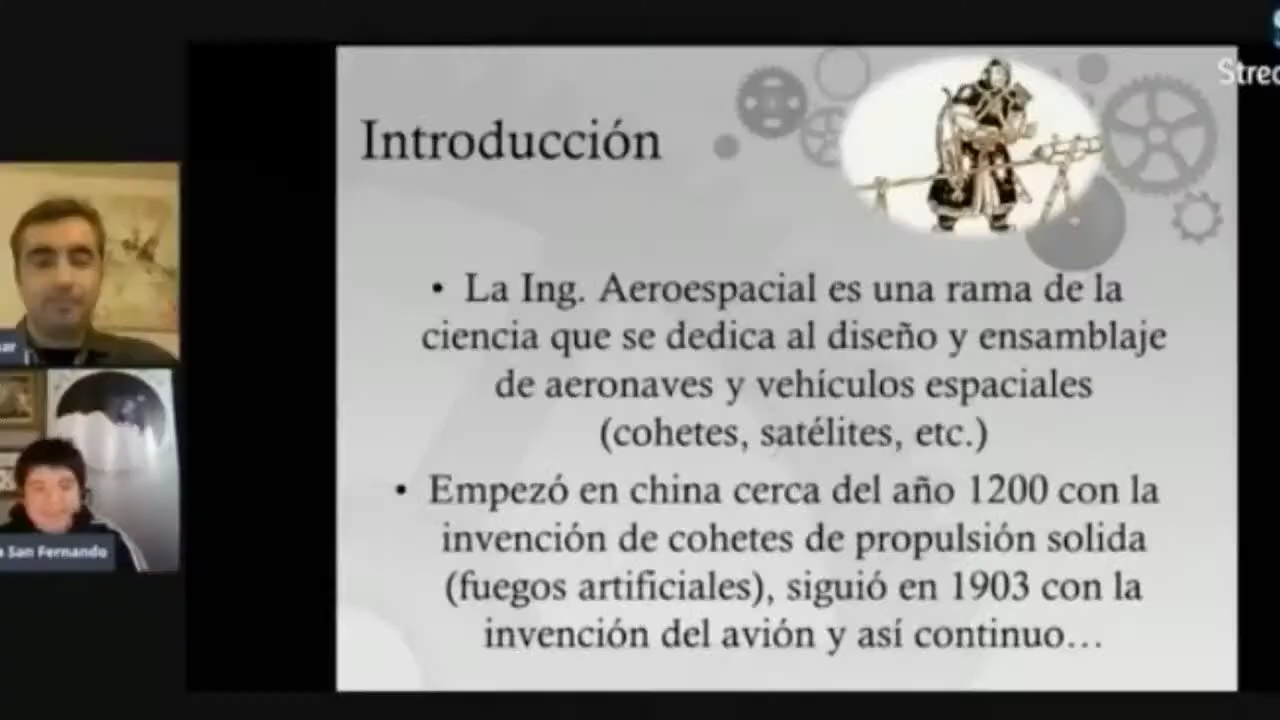 Introducción
• La Ing. Aeroespacial es una rama de la
ciencia que se dedica al diseño y ensamblaje
de aeronaves y vehículos espaciales
(cohetes, satélites, etc.)
• Empezó en china cerca del año 1200 con la
invención de cohetes de propulsión solida
(fuegos artificiales), siguió en 1903 con la
invención del avión y así continuo...
San Fernando